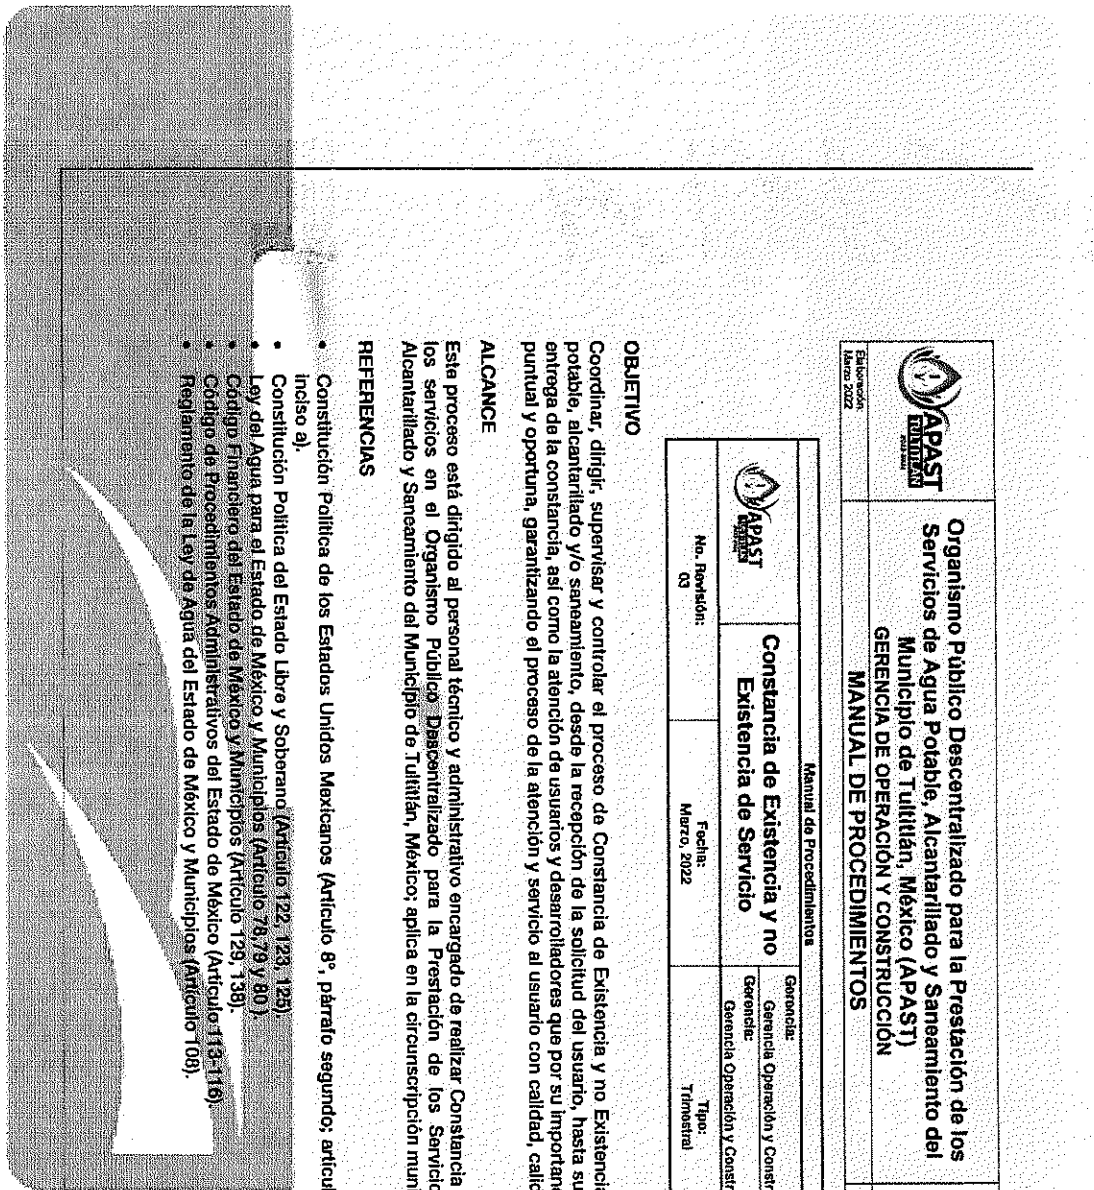 APAST
TULTITLÁN
2022-2024
Elaboración:
Marzo 2022
Organismo Público Descentralizado para la Prestación de los
Servicios de Agua Potable, Alcantarillado y Saneamiento del
Municipio de Tultitlán, México (APAST)
GERENCIA DE OPERACIÓN Y CONSTRUCCIÓN
MANUAL DE PROCEDIMIENTOS
Manual de Procedimientos
APAST
Constancia de Existencia y no
Existencia de Servicio
Gerencia:
Gerencia Operación y Constr
Gerencia:
Gerencia Operación y Constr
No. Revisión:
03
Fecha:
Marzo, 2022
Tipo:
Trimestral
OBJETIVO
Coordinar, dirigir, supervisar y controlar el proceso de Constancia de Existencia y no Existencia
potable, alcantarillado y/o saneamiento, desde la recepción de la solicitud del usuario, hasta su
entrega de la constancia, así como la atención de usuarios y desarrolladores que por su importan
puntual y oportuna, garantizando el proceso de la atención y servicio al usuario con calidad, calid
ALCANCE
Este proceso está dirigido al personal técnico y administrativo encargado de realizar Constancia
los servicios en el Organismo Público Descentralizado para la Prestación de los Servicio
Alcantarillado y Saneamiento del Municipio de Tultitlán, México; aplica en la circunscripción muni
REFERENCIAS
• Constitución Política de los Estados Unidos Mexicanos (Artículo 8°, párrafo segundo; artícul
inciso a).
• Constitución Política del Estado Libre y Soberano (Artículo 122, 123, 125).
• Ley del Agua para el Estado de México y Municipios (Artículo 78,79 y 80 ).
• Código Financiero del Estado de México y Municipios (Artículo 129, 138).
• Código de Procedimientos Administrativos del Estado de México (Artículo 113-116).
• Reglamento de la Ley de Agua del Estado de México y Municipios (Artículo 108).